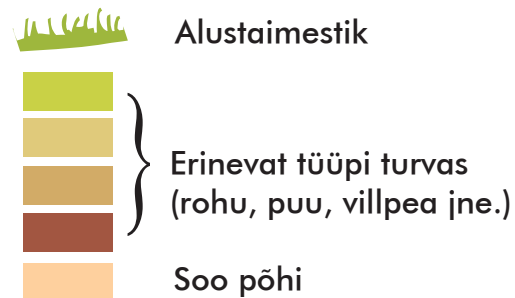 Alustaimestik
Erinevat tüüpi turvas
(rohu, puu, villpea jne.)
Soo põhi